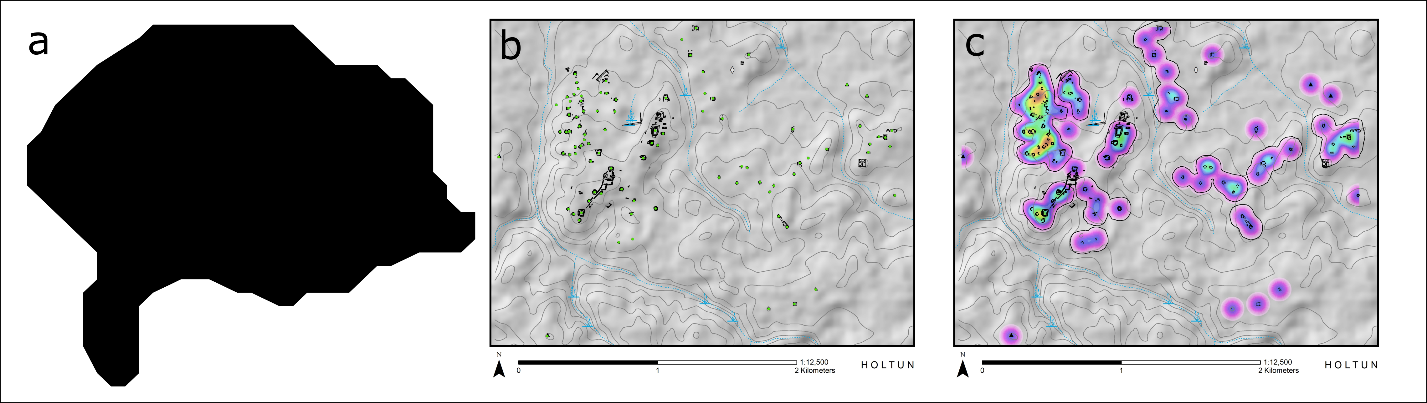 a
b
c
N
1:12,500
0 1 2 Kilometers
HOLTUN
N
1:12,500
0 1 2 Kilometers
HOLTUN